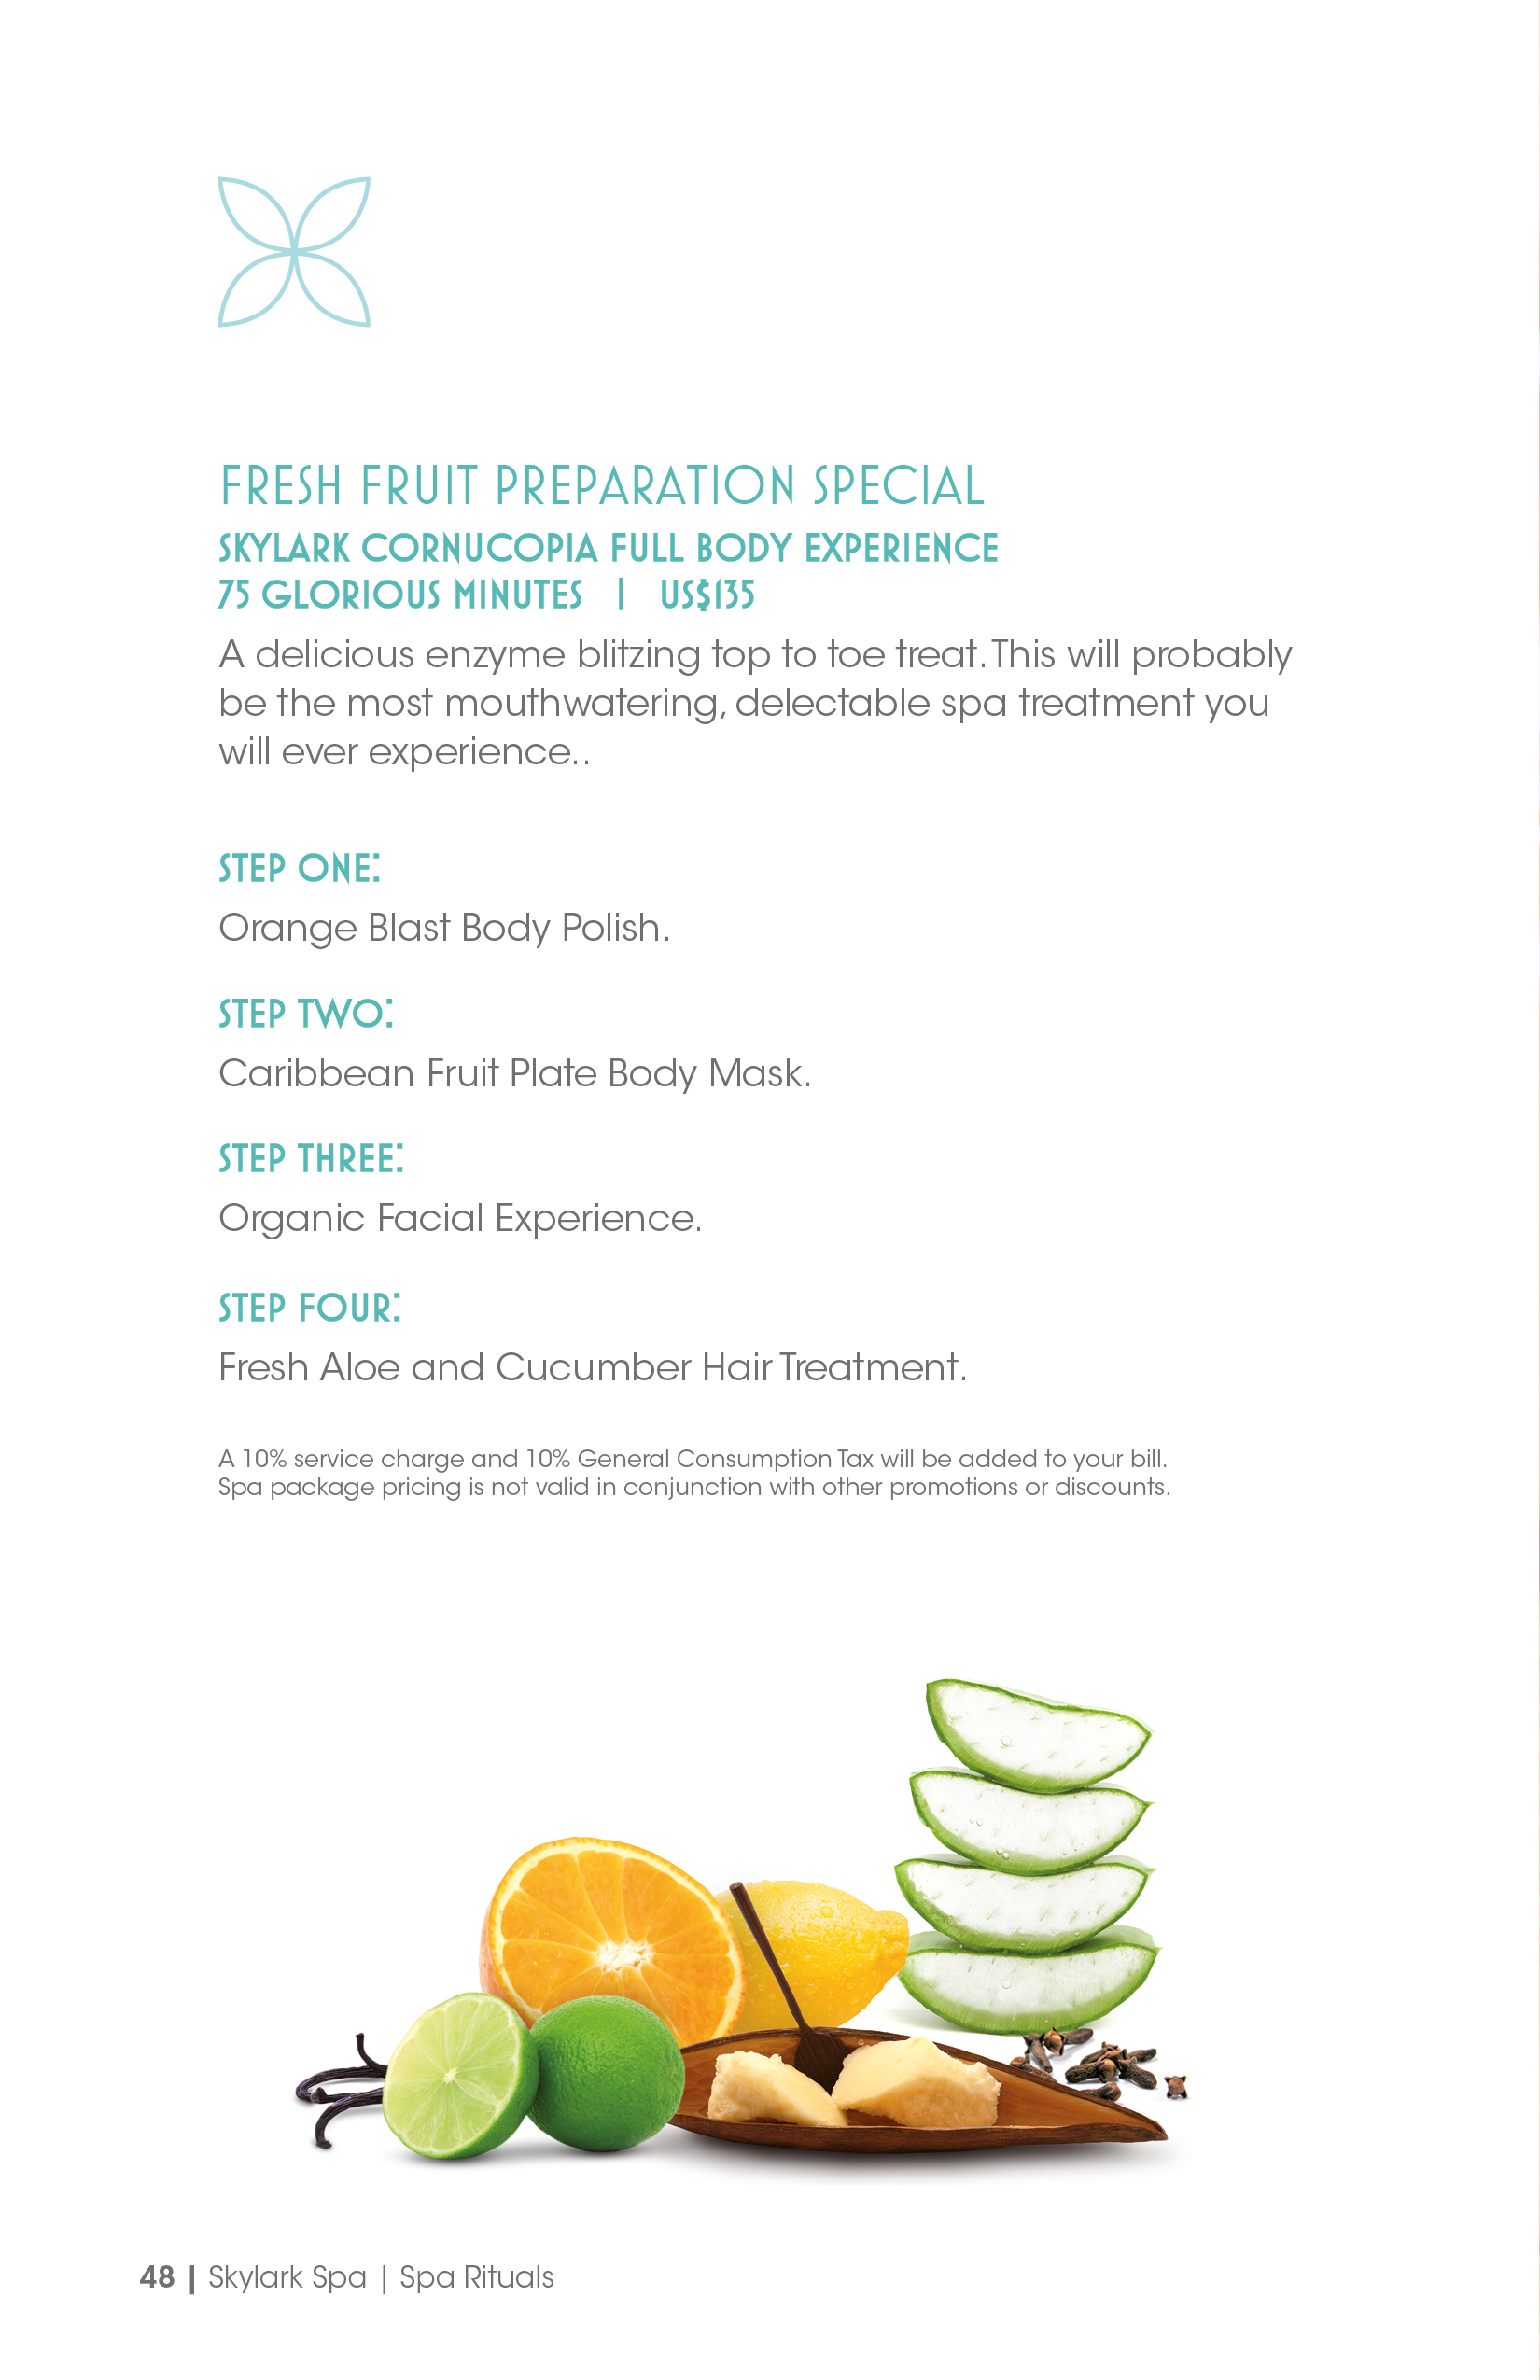 FRESH FRUIT PREPARATION SPECIAL
SKYLARK CORNUCOPIA FULL BODY EXPERIENCE
75 GLORIOUS MINUTES | US$135
A delicious enzyme blitzing top to toe treat. This will probably
be the most mouthwatering, delectable spa treatment you
will ever experience..
STEP ONE:
Orange Blast Body Polish.
STEP TWO:
Caribbean Fruit Plate Body Mask.
STEP THREE:
Organic Facial Experience.
STEP FOUR:
Fresh Aloe and Cucumber Hair Treatment.
A 10% service charge and 10% General Consumption Tax will be added to your bill.
Spa package pricing is not valid in conjunction with other promotions or discounts.
48 | Skylark Spa | Spa Rituals